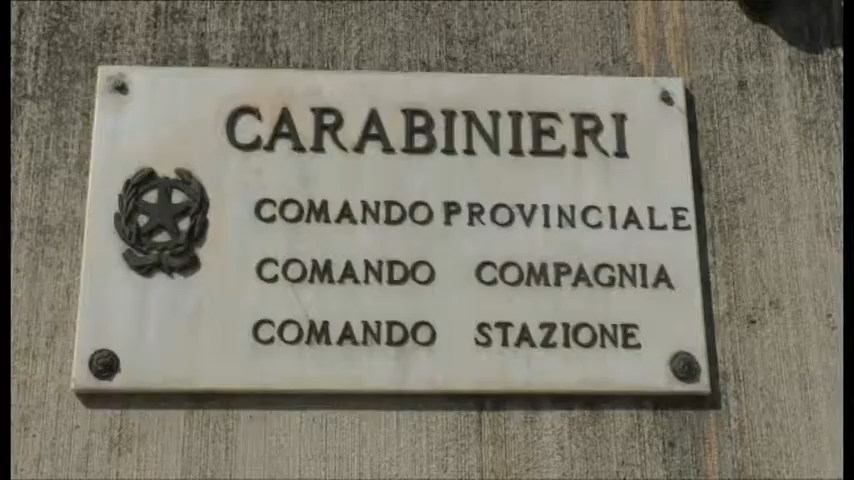 CARABINIERI
COMANDO PROVINCIALE
COMANDO COMPAGNIA
COMANDO STAZIONE